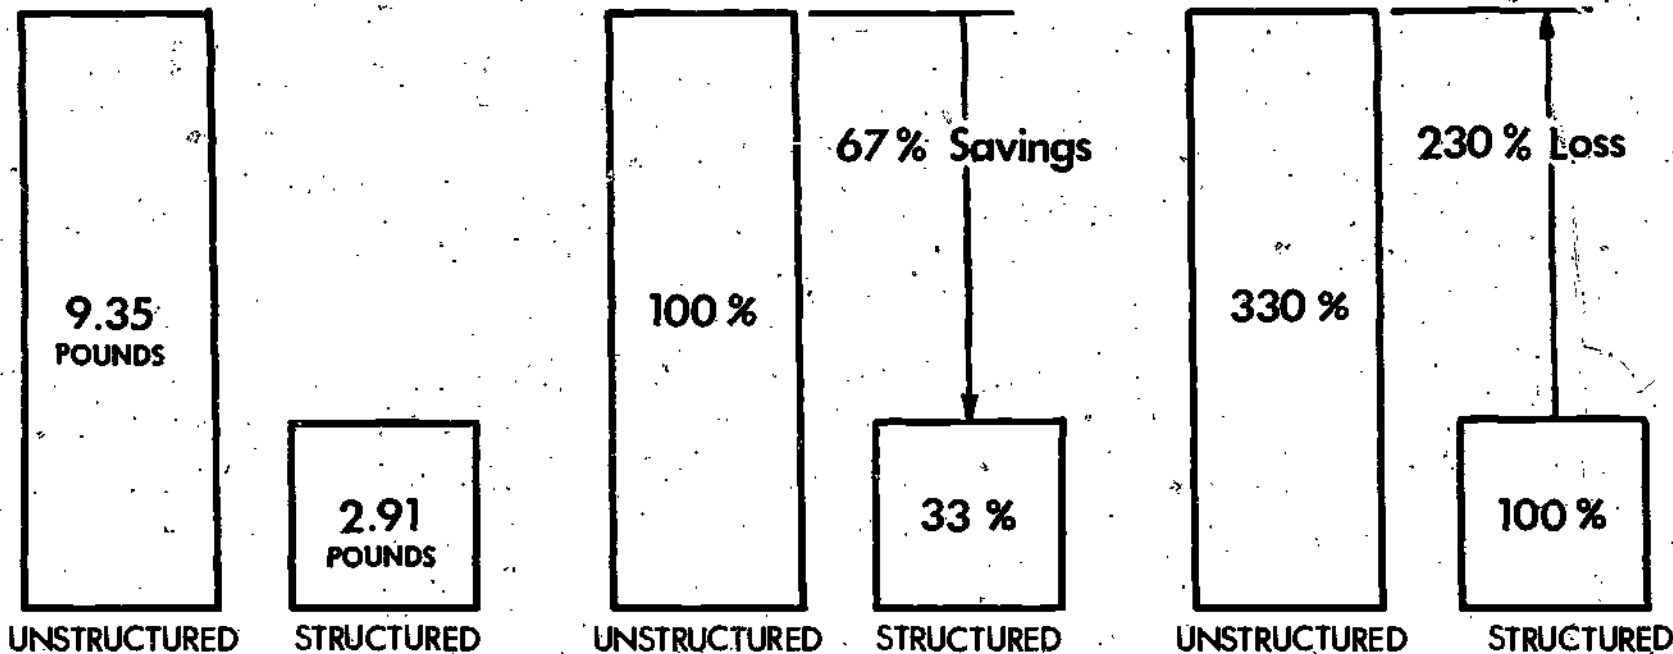 9.35
POUNDS
2.91
POUNDS
UNSTRUCTURED
STRUCTURED
67% Savings
100%
33 %
UNSTRUCTURED
STRUCTURED
230% Loss
330 %
100%
UNSTRUCTURED
STRUCTURED